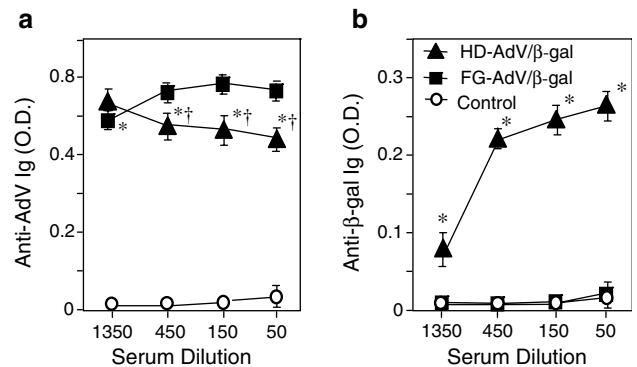 a
Anti-AdV Ig (O.D.)
0.8
0.4
0.2
0
*
*†
*†
*†
1350 450 150 50
Serum Dilution
b
Anti-β-gal Ig (O.D.)
0.3
0.2
0.1
0
HD-AdV/β-gal
FG-AdV/β-gal
Control
*
*
*
*
1350 450 150 50
Serum Dilution